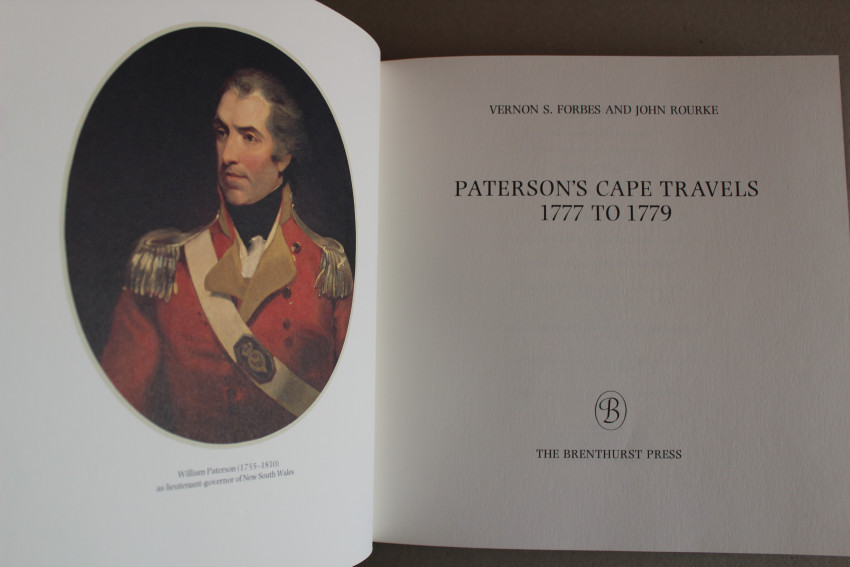 William Paterson (1755–1810)
as lieutenant-governor of New South Wales
VERNON S. FORBES AND JOHN ROURKE
PATERSON'S CAPE TRAVELS
1777 TO 1779
B
THE BRENTHURST PRESS